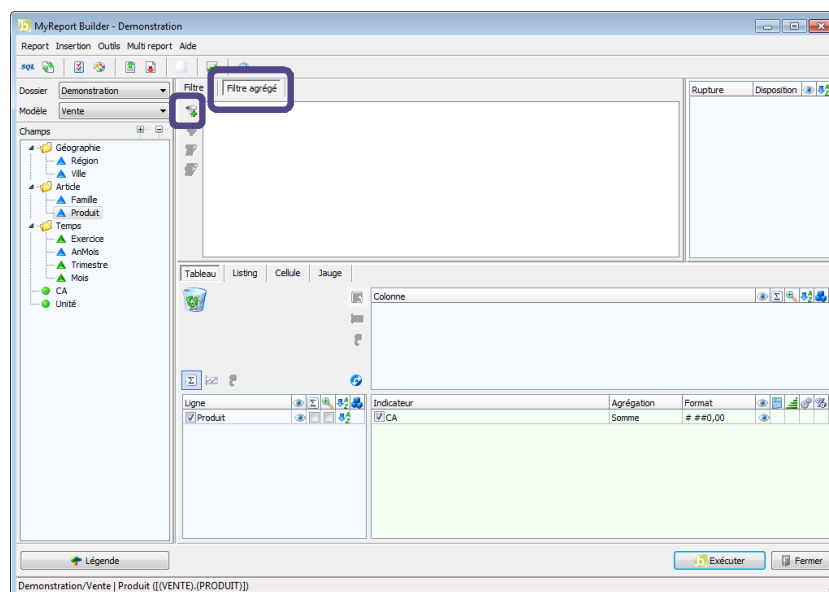 MyReport Builder - Demonstration
Report Insertion Outils Multi report Aide
SQL
Dossier Demonstration
Modèle Vente
Champs
Géographie
Région
Ville
Article
Famille
Produit
Temps
Exercice
AnMois
Trimestre
Mois
CA
Unité
Légende
Filtre Filtre agrégé
Rupture Disposition
Tableau Listing Cellule Jauge
Colonne
Ligne
Produit
Indicateur Agrégation Format
CA Somme # ##0,00
Exécuter Fermer
Demonstration/Vente | Produit ([(VENTE).(PRODUIT)])